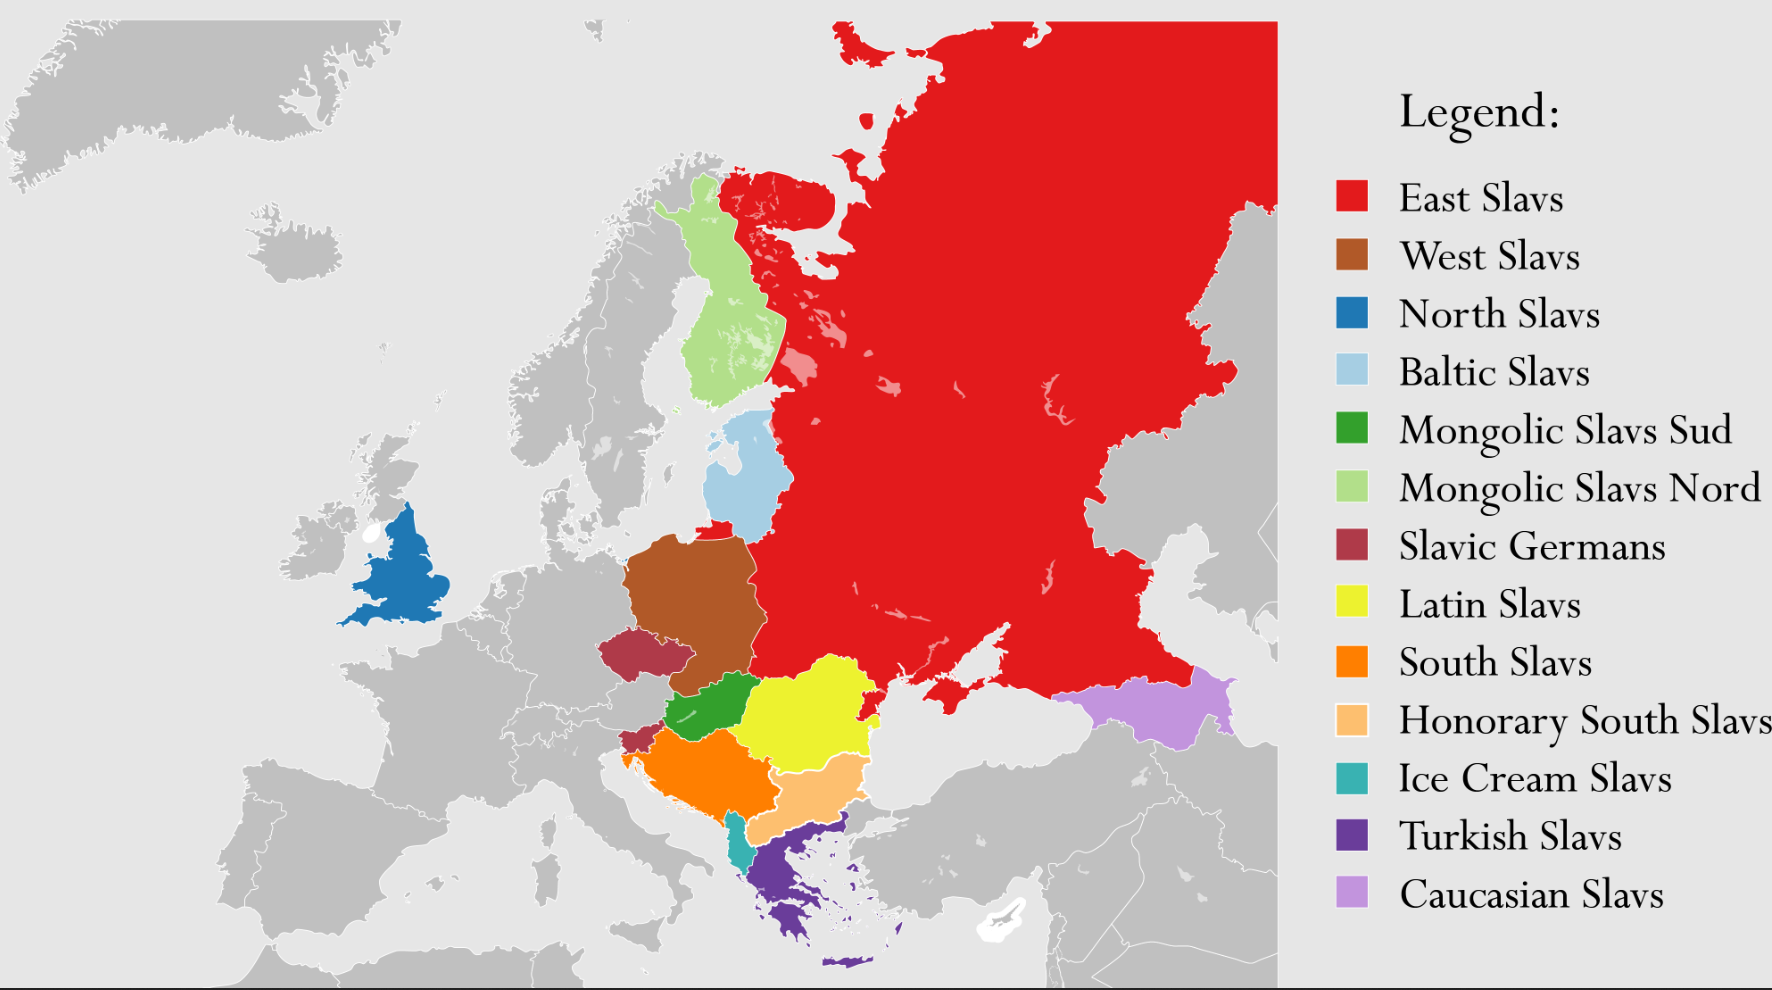 Legend:
East Slavs
West Slavs
North Slavs
Baltic Slavs
Mongolic Slavs Sud
Mongolic Slavs Nord
Slavic Germans
Latin Slavs
South Slavs
Honorary South Slavs
Ice Cream Slavs
Turkish Slavs
Caucasian Slavs